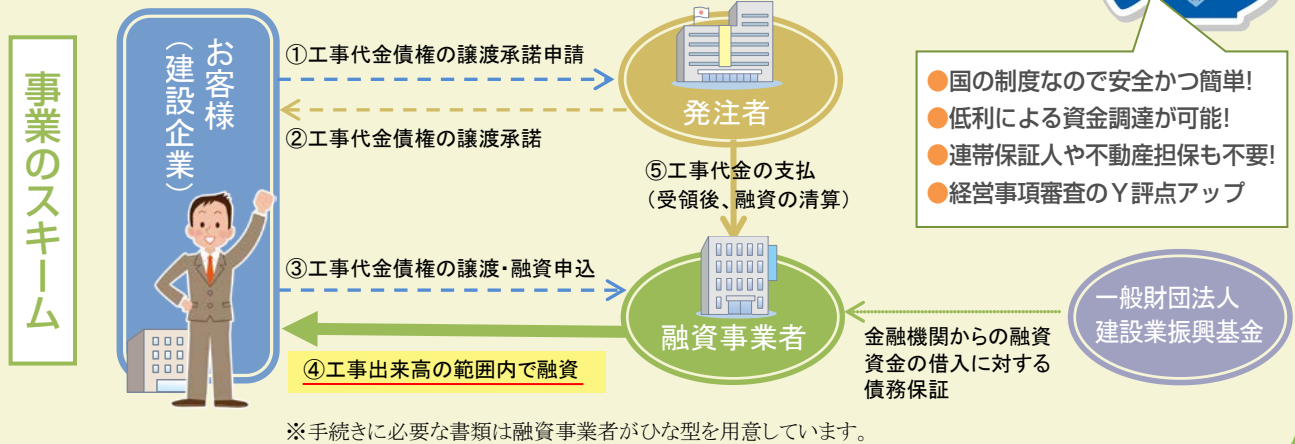 事業のスキーム
お客様
（建設企業）
①工事代金債権の譲渡承諾申請
②工事代金債権の譲渡承諾
発注者
⑤工事代金の支払
（受領後、融資の清算）
③工事代金債権の譲渡・融資申込
④工事出来高の範囲内で融資
融資事業者
金融機関からの融資
資金の借入に対する
債務保証
一般財団法人
建設業振興基金
●国の制度なので安全かつ簡単!
●低利による資金調達が可能!
●連帯保証人や不動産担保も不要!
●経営事項審査のＹ評点アップ
※手続きに必要な書類は融資事業者がひな型を用意しています。